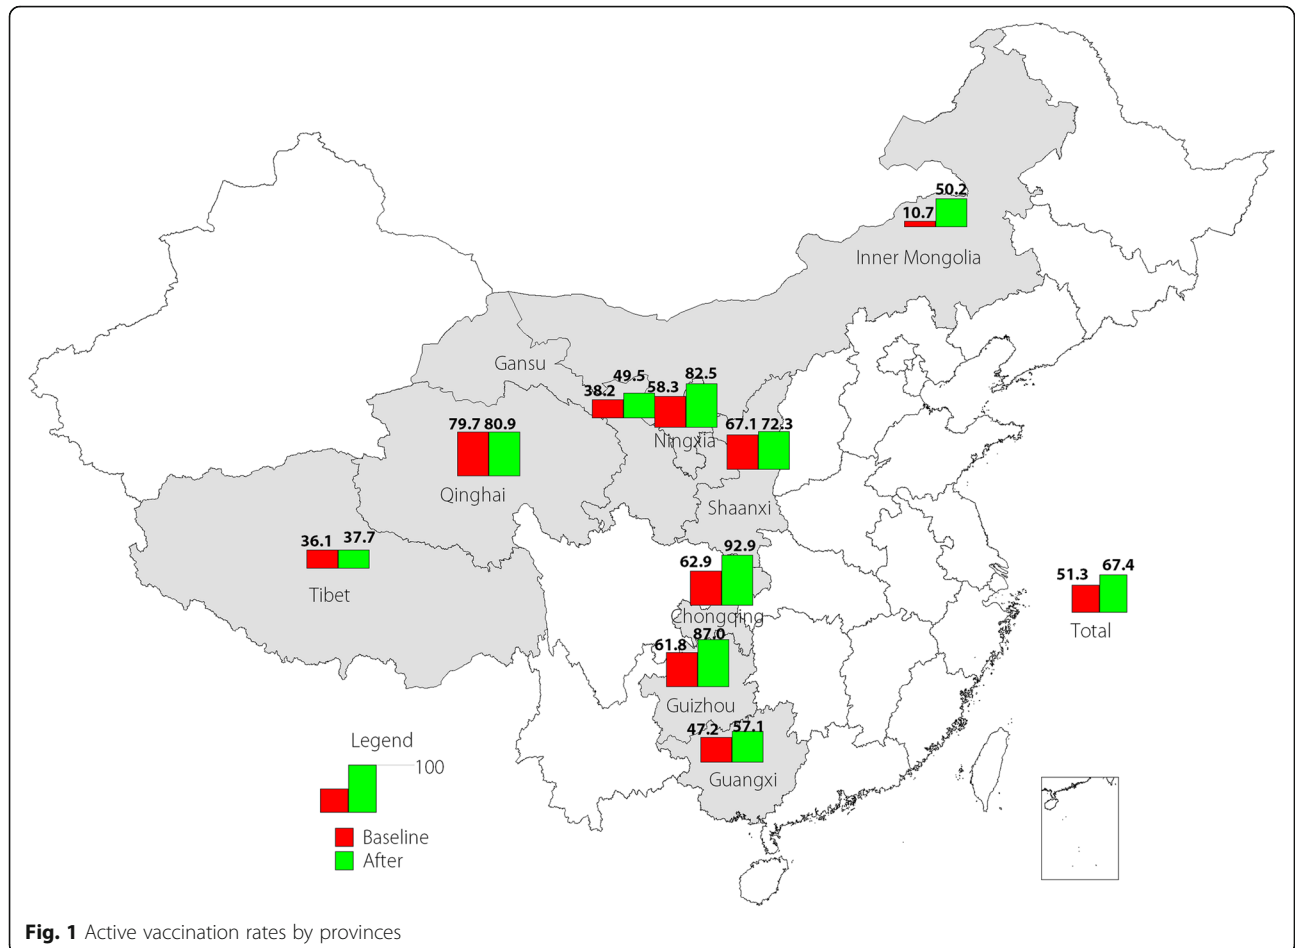 50.2
10.7
Inner Mongolia
Gansu
49.5
82.5
38.2
58.3
79.7 80.9
67.1 72.3
Ningxia
Qinghai
Shaanxi
36.1 37.7
92.9
62.9
67.4
51.3
Tibet
Chongqing
Total
87.0
61.8
Guizhou
47.2 57.1
Legend
100
Guangxi
Baseline
After
Fig. 1 Active vaccination rates by provinces